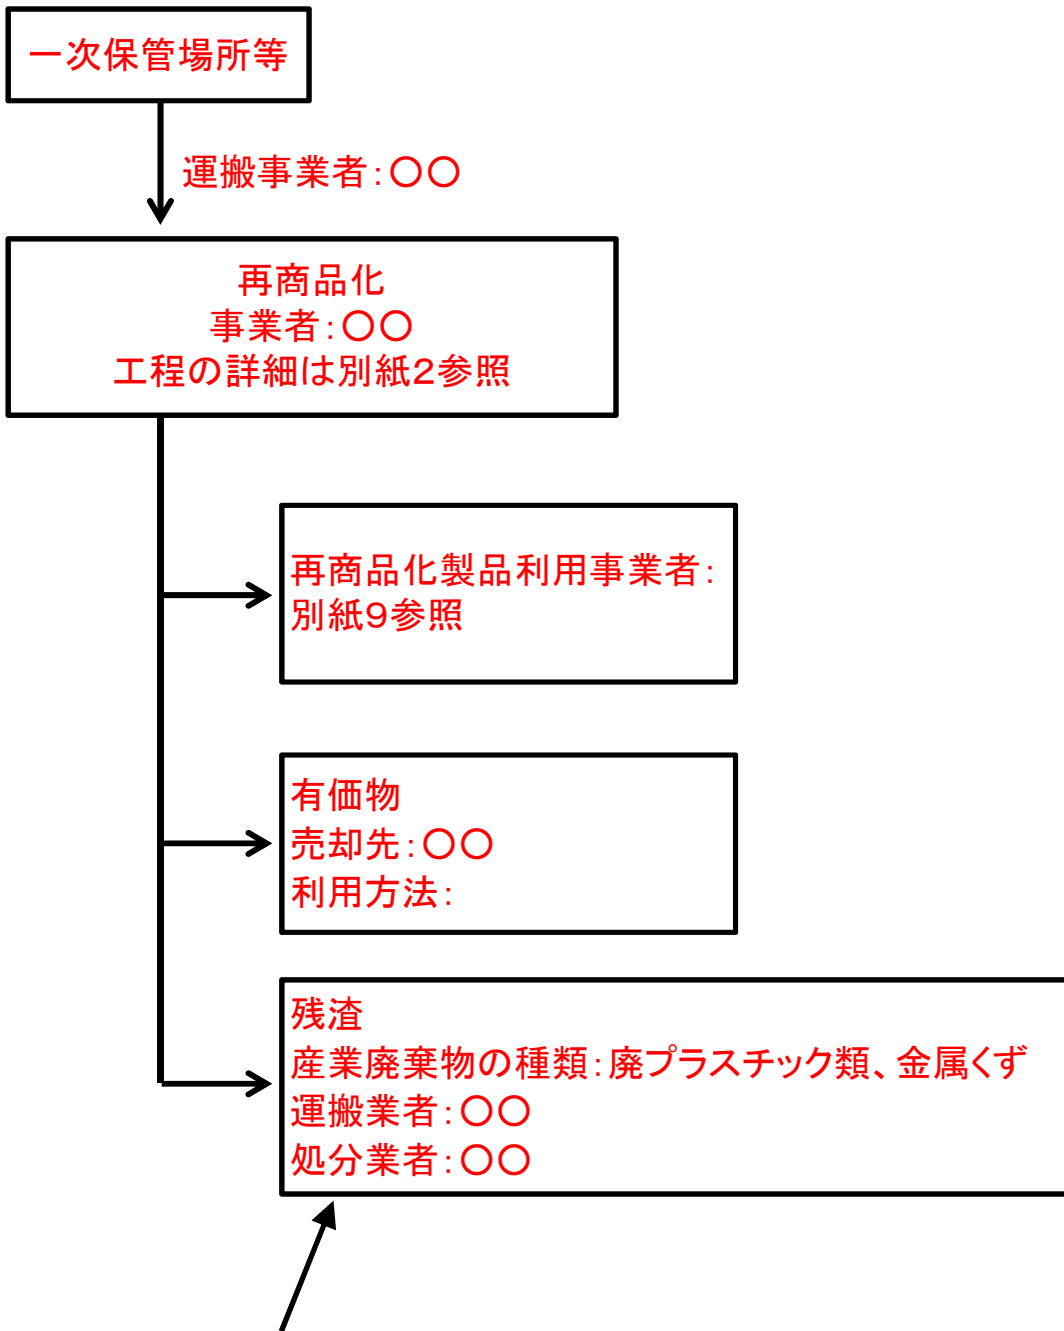 一次保管場所等
運搬事業者：〇〇
再商品化
事業者：〇〇
工程の詳細は別紙２参照
再商品化製品利用事業者：
別紙９参照
有価物
売却先：〇〇
利用方法：
残渣
産業廃棄物の種類：廃プラスチック類、金属くず
運搬業者：〇〇
処分業者：〇〇